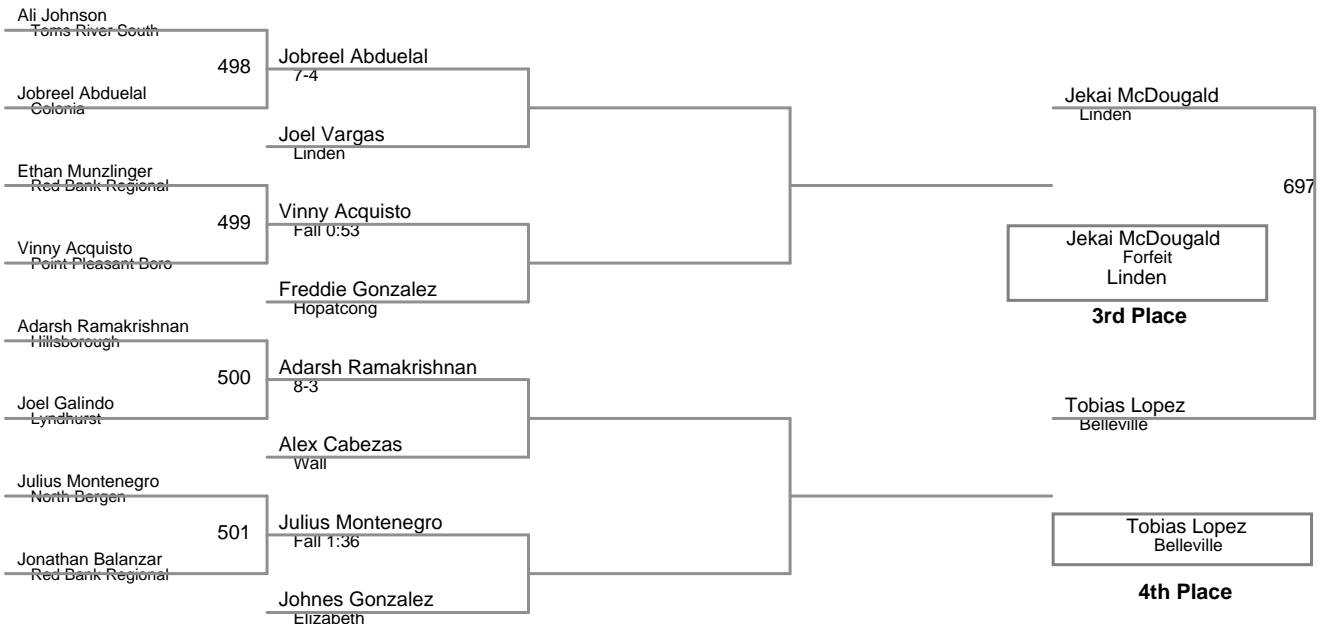 Ali Johnson
Toms River South
498
Jobreel Abduelal
Colonia
Jobreel Abduelal
7-4
Joel Vargas
Linden
Ethan Munzlinger
Red Bank Regional
499
Vinny Acquisto
Point Pleasant Boro
Vinny Acquisto
Fall 0:53
Freddie Gonzalez
Hopatcong
Adarsh Ramakrishnan
Hillsborough
500
Joel Galindo
Lyndhurst
Adarsh Ramakrishnan
8-3
Alex Cabezas
Wall
Julius Montenegro
North Bergen
501
Jonathan Balanzar
Red Bank Regional
Julius Montenegro
Fall 1:36
Johnes Gonzalez
Elizabeth
Jekai McDougald
Linden
697
Jekai McDougald
Forfeit
Linden
3rd Place
Tobias Lopez
Belleville
Tobias Lopez
Belleville
4th Place